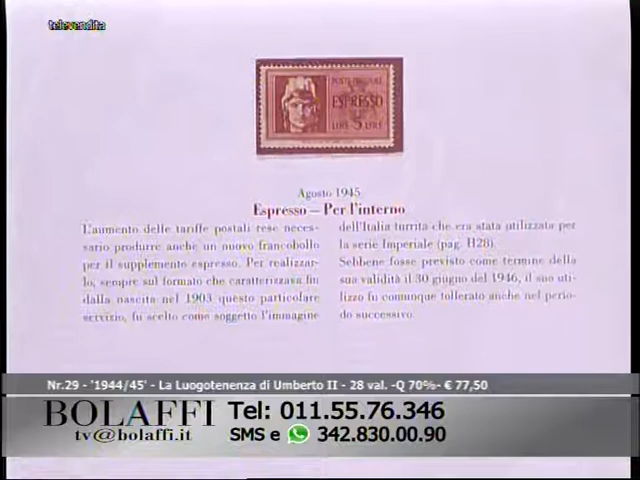 televendita
POSTE ITALIANE
ESPRESSO
LIRE 5 LIRE
Agosto 1945
Espresso – Per l'interno
L'aumento delle tariffe postali rese neces-
sario produrre anche un nuovo francobollo
per il supplemento espresso. Per realizzar-
lo, sempre sul formato che caratterizzava fin
dalla nascita nel 1903 questo particolare
servizio, fu scelto come soggetto l'immagine
dell'Italia turrita che era stata utilizzata per
la serie Imperiale (pag. H28).
Sebbene fosse previsto come termine della
sua validità il 30 giugno del 1946, il suo uti-
lizzo fu comunque tollerato anche nel perio-
do successivo.
Nr.29 - '1944/45' - La Luogotenenza di Umberto II - 28 val. -Q 70%- € 77,50
BOLAFFI
tv@bolaffi.it
Tel: 011.55.76.346
SMS e 342.830.00.90